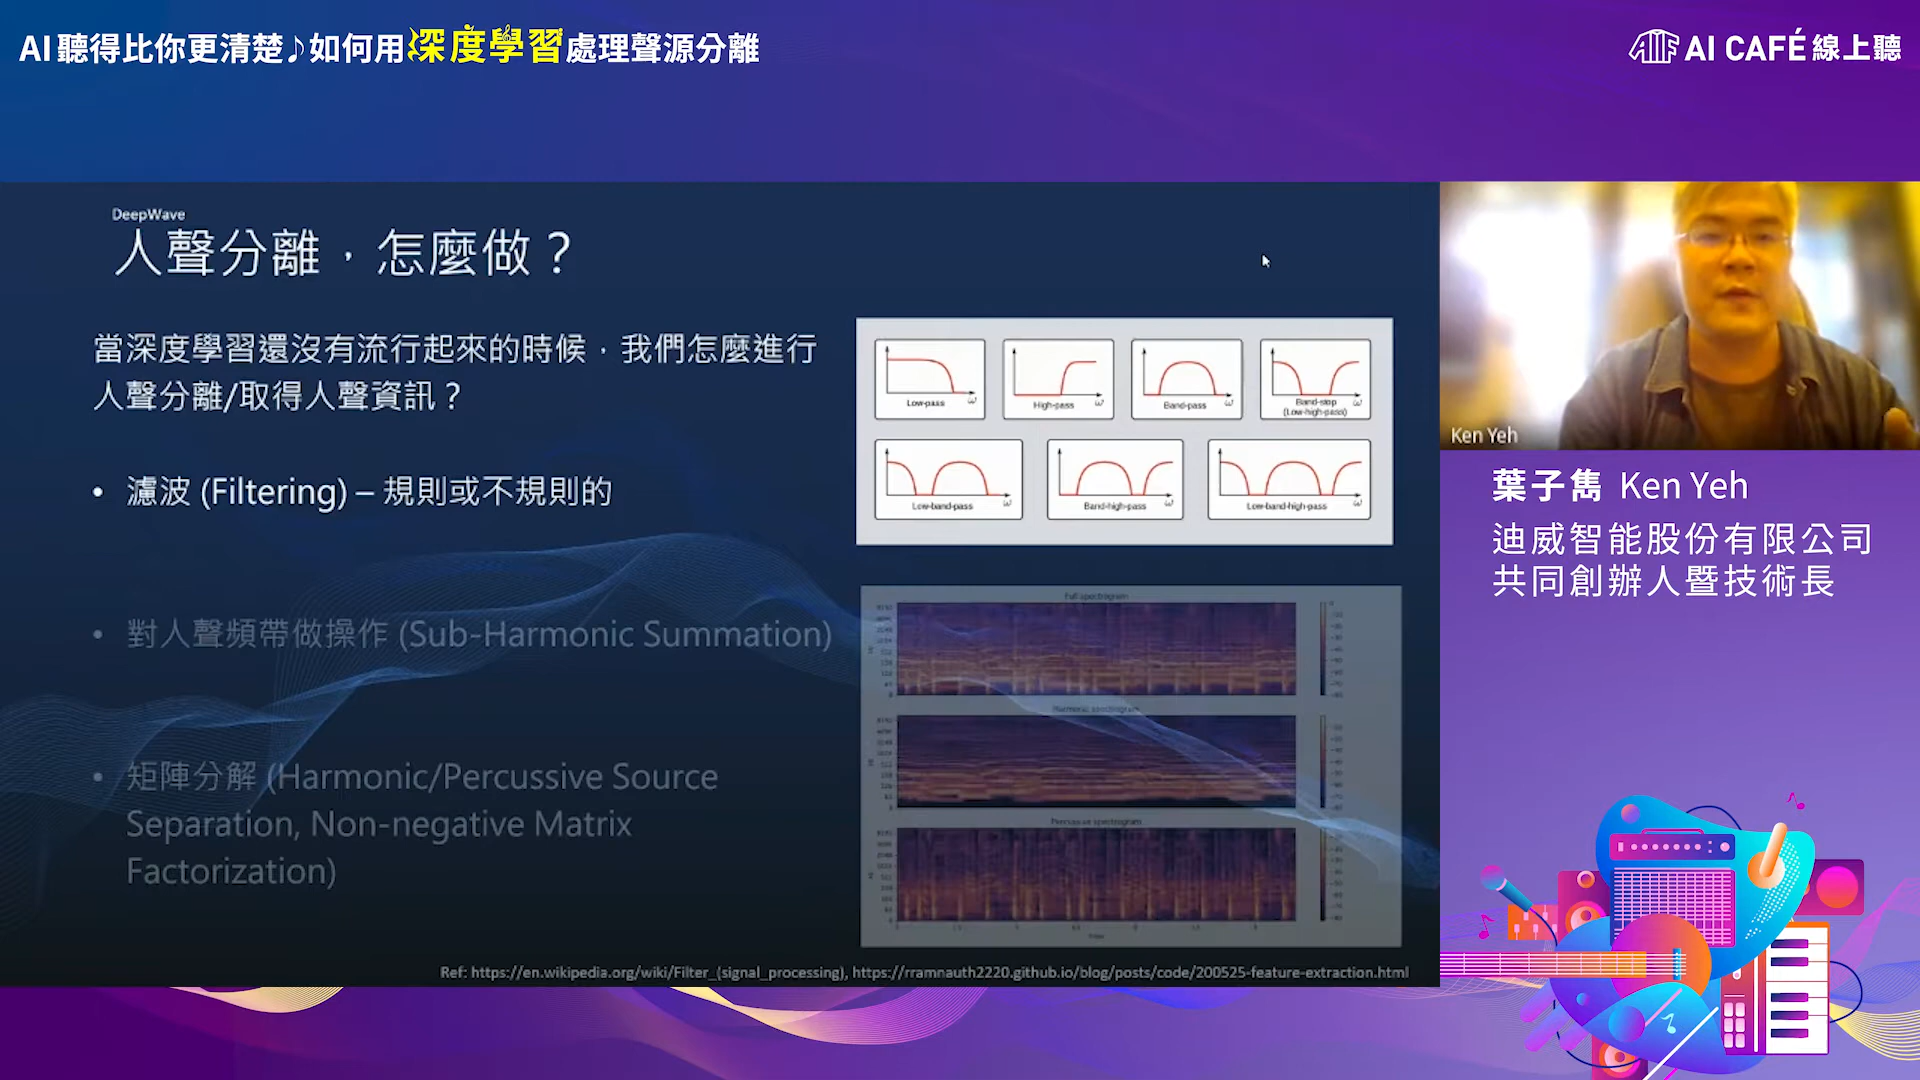 AI聽得比你更清楚♪如何用深度學習處理聲源分離
AIF AI CAFÉ 線上聽
DeepWave
人聲分離，怎麼做？
當深度學習還沒有流行起來的時候，我們怎麼進行
人聲分離/取得人聲資訊？
• 濾波 (Filtering) – 規則或不規則的
• 對人聲頻帶做操作 (Sub-Harmonic Summation)
• 矩陣分解 (Harmonic/Percussive Source
Separation, Non-negative Matrix
Factorization)
Low-pass ω
High-pass ω
Band-pass ω
Band-stop ω
(Low-high-pass)
Low-band-pass ω
Band-high-pass ω
Low-band-high-pass ω
Full spectrogram
Harmonic spectrogram
Percussive spectrogram
Ref: https://en.wikipedia.org/wiki/Filter_(signal_processing), https://rramnauth2220.github.io/blog/posts/code/200525-feature-extraction.html
Ken Yeh
葉子雋 Ken Yeh
迪威智能股份有限公司
共同創辦人暨技術長